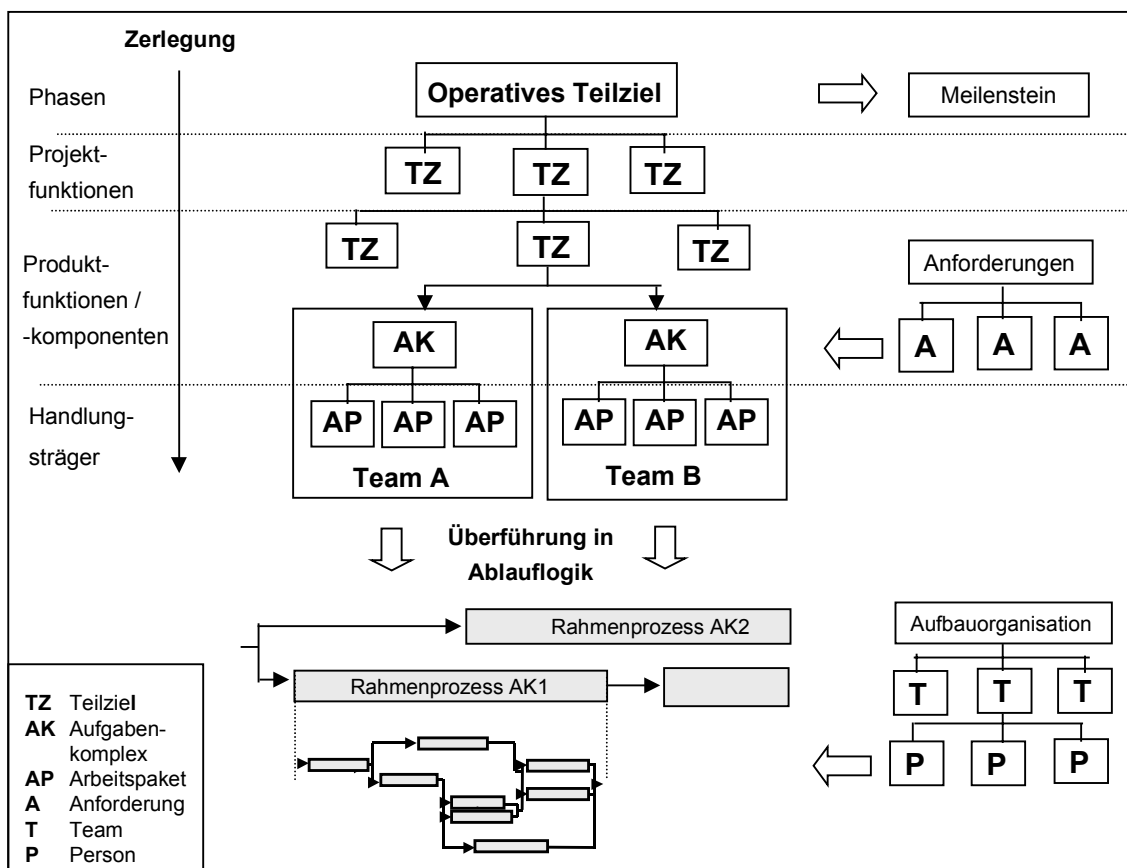 Zerlegung
Phasen
Operatives Teilziel
Meilenstein
Projekt-
funktionen
TZ
TZ
TZ
TZ
TZ
TZ
Produkt-
funktionen /
-komponenten
Anforderungen
AK
AK
A
A
A
Handlung-
sträger
AP
AP
AP
AP
AP
AP
Team A
Team B
Überführung in
Ablauflogik
Rahmenprozess AK2
Rahmenprozess AK1
Aufbauorganisation
T
T
T
P
P
P
TZ Teilziel
AK Aufgaben-
komplex
AP Arbeitspaket
A Anforderung
T Team
P Person